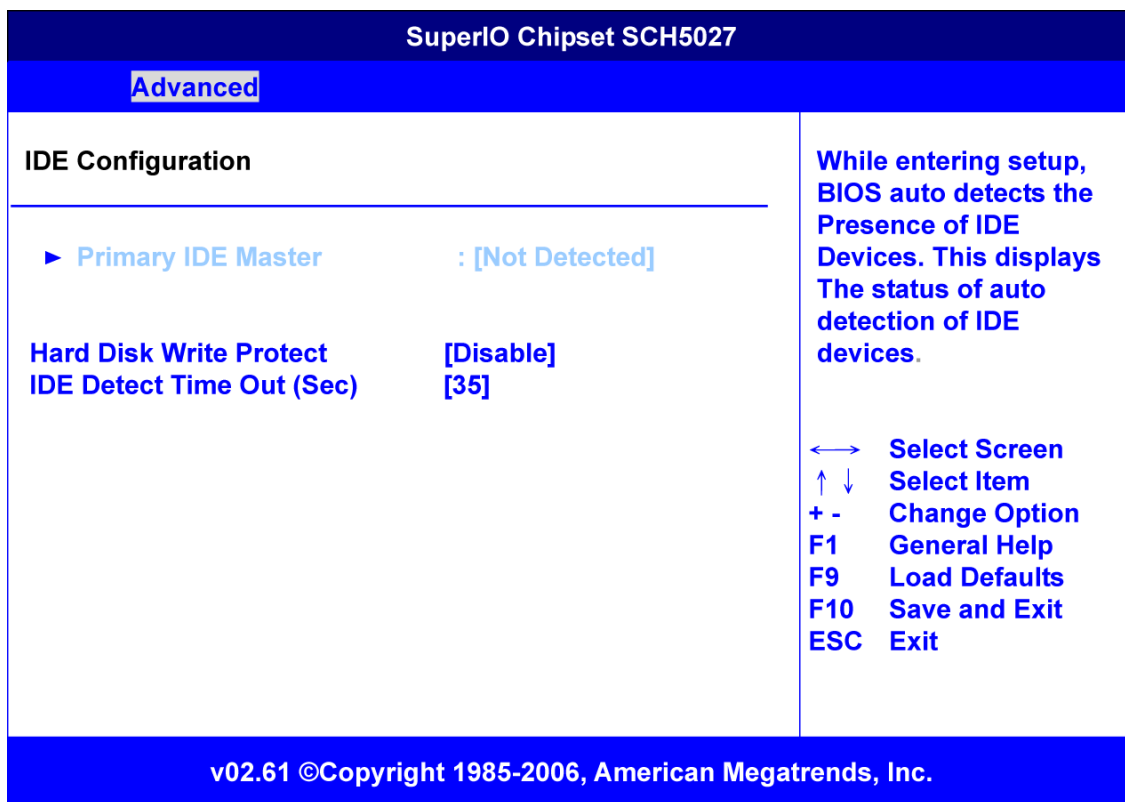 SuperIO Chipset SCH5027
Advanced
IDE Configuration
► Primary IDE Master : [Not Detected]
Hard Disk Write Protect [Disable]
IDE Detect Time Out (Sec) [35]
While entering setup,
BIOS auto detects the
Presence of IDE
Devices. This displays
The status of auto
detection of IDE
devices.
←→ Select Screen
↑ ↓ Select Item
+ - Change Option
F1 General Help
F9 Load Defaults
F10 Save and Exit
ESC Exit
v02.61 ©Copyright 1985-2006, American Megatrends, Inc.